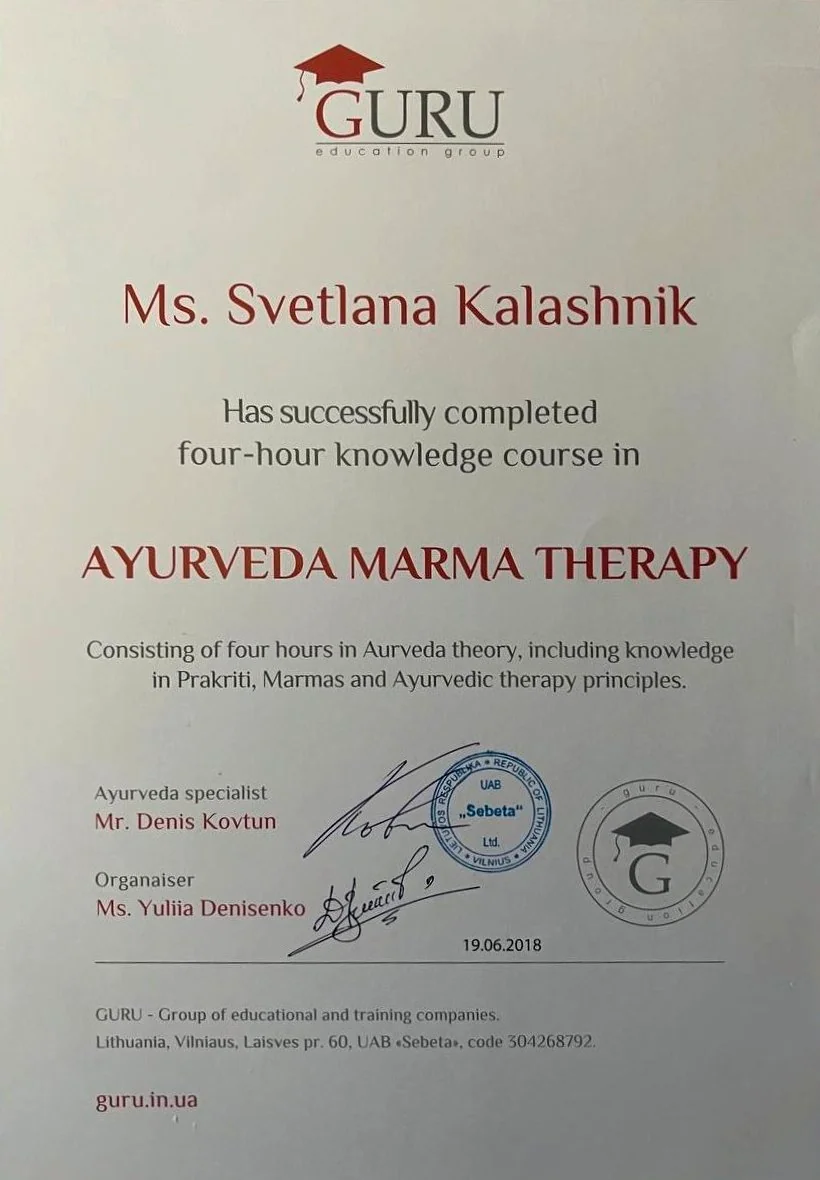 GURU
education group
Ms. Svetlana Kalashnik
Has successfully completed
four-hour knowledge course in
AYURVEDA MARMA THERAPY
Consisting of four hours in Aurveda theory, including knowledge
in Prakriti, Marmas and Ayurvedic therapy principles.
Ayurveda specialist
Mr. Denis Kovtun
LIETUVOS RESPUBLIKA * REPUBLIC OF LITHUANIA * VILNIUS *
UAB
„Sebeta“
Ltd.
guru - education group
G
Organaiser
Ms. Yuliia Denisenko
19.06.2018
GURU - Group of educational and training companies.
Lithuania, Vilniaus, Laisves pr. 60, UAB «Sebeta», code 304268792.
guru.in.ua